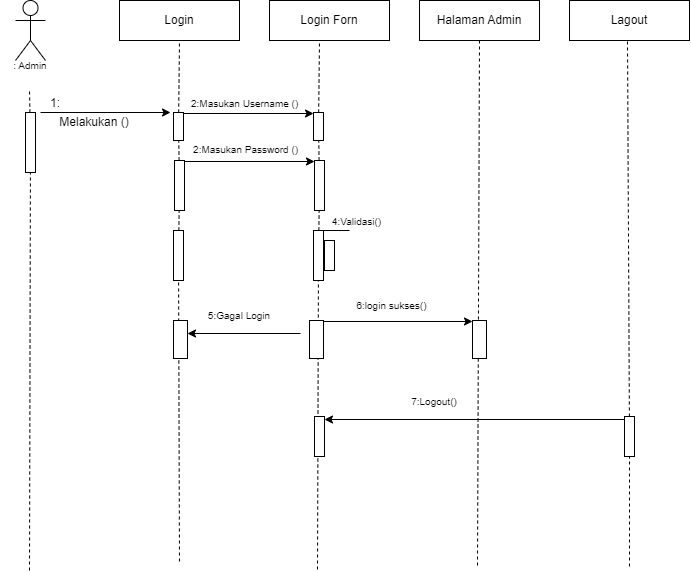 Login
Login Forn
Halaman Admin
Lagout
: Admin
1:
Melakukan ()
2:Masukan Username ()
2:Masukan Password ()
4:Validasi()
5:Gagal Login
6:login sukses()
7:Logout()